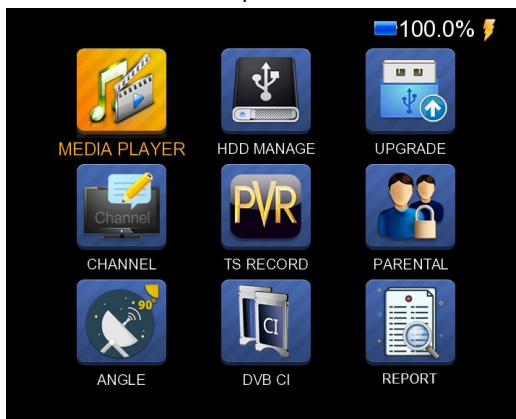 100.0%
MEDIA PLAYER
HDD MANAGE
UPGRADE
Channel
PVR
CHANNEL
TS RECORD
PARENTAL
90°
CI
ANGLE
DVB CI
REPORT